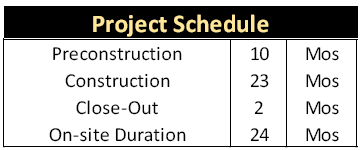 Project Schedule
Preconstruction 10 Mos
Construction 23 Mos
Close-Out 2 Mos
On-site Duration 24 Mos